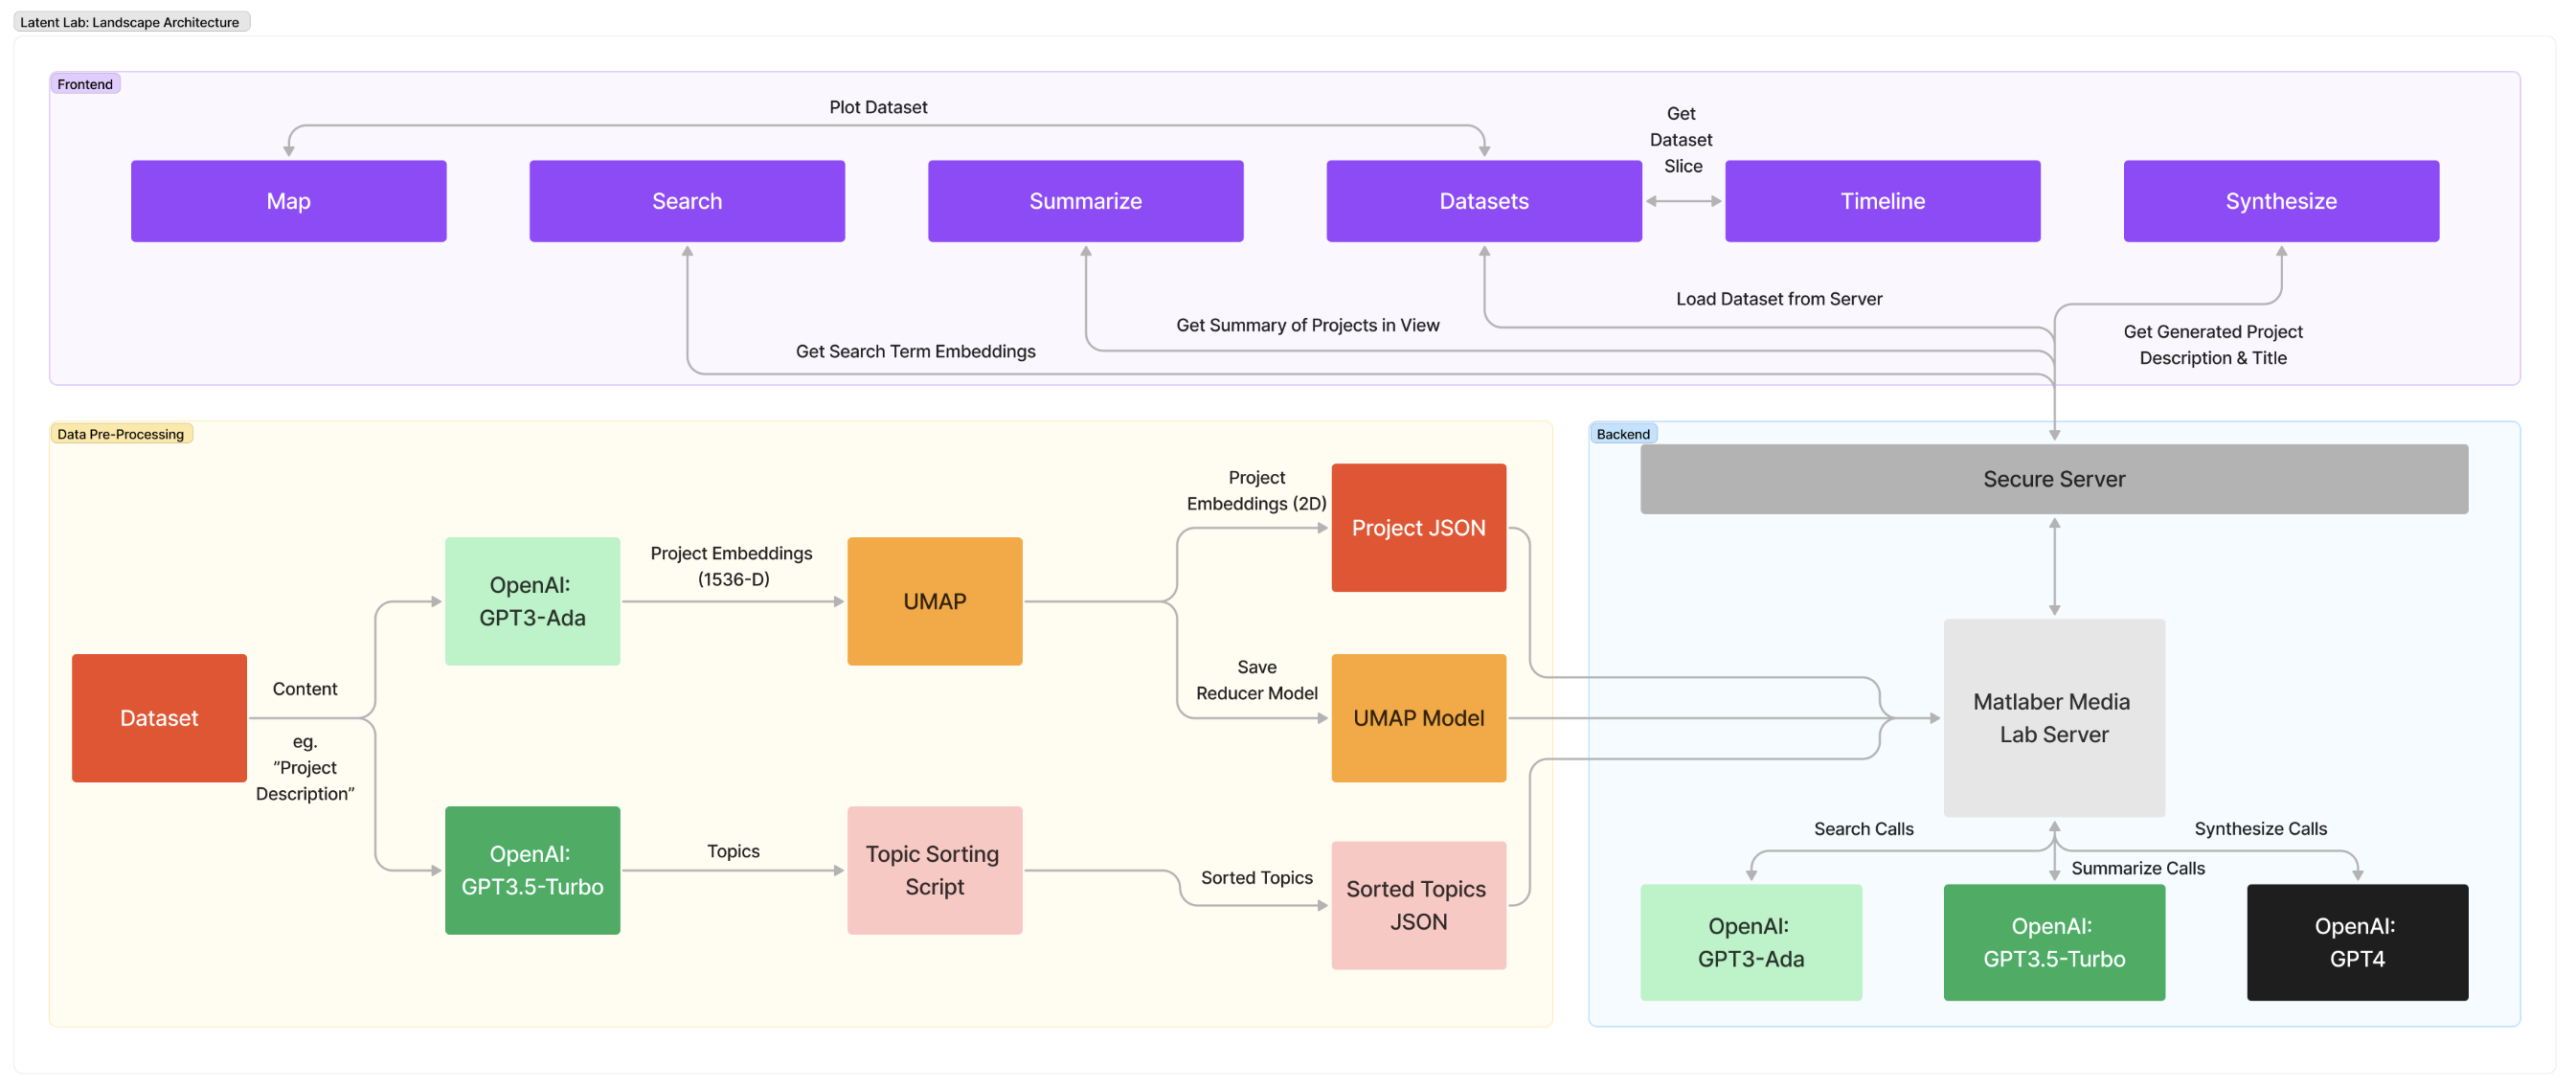 Latent Lab: Landscape Architecture
Frontend
Plot Dataset
Get
Dataset
Slice
Map
Search
Summarize
Datasets
Timeline
Synthesize
Load Dataset from Server
Get Summary of Projects in View
Get Search Term Embeddings
Get Generated Project
Description & Title
Data Pre-Processing
Dataset
Content
eg.
”Project
Description”
OpenAI:
GPT3-Ada
Project Embeddings
(1536-D)
UMAP
Project
Embeddings (2D)
Project JSON
Save
Reducer Model
UMAP Model
OpenAI:
GPT3.5-Turbo
Topics
Topic Sorting
Script
Sorted Topics
Sorted Topics
JSON
Backend
Secure Server
Matlaber Media
Lab Server
Search Calls
Synthesize Calls
Summarize Calls
OpenAI:
GPT3-Ada
OpenAI:
GPT3.5-Turbo
OpenAI:
GPT4